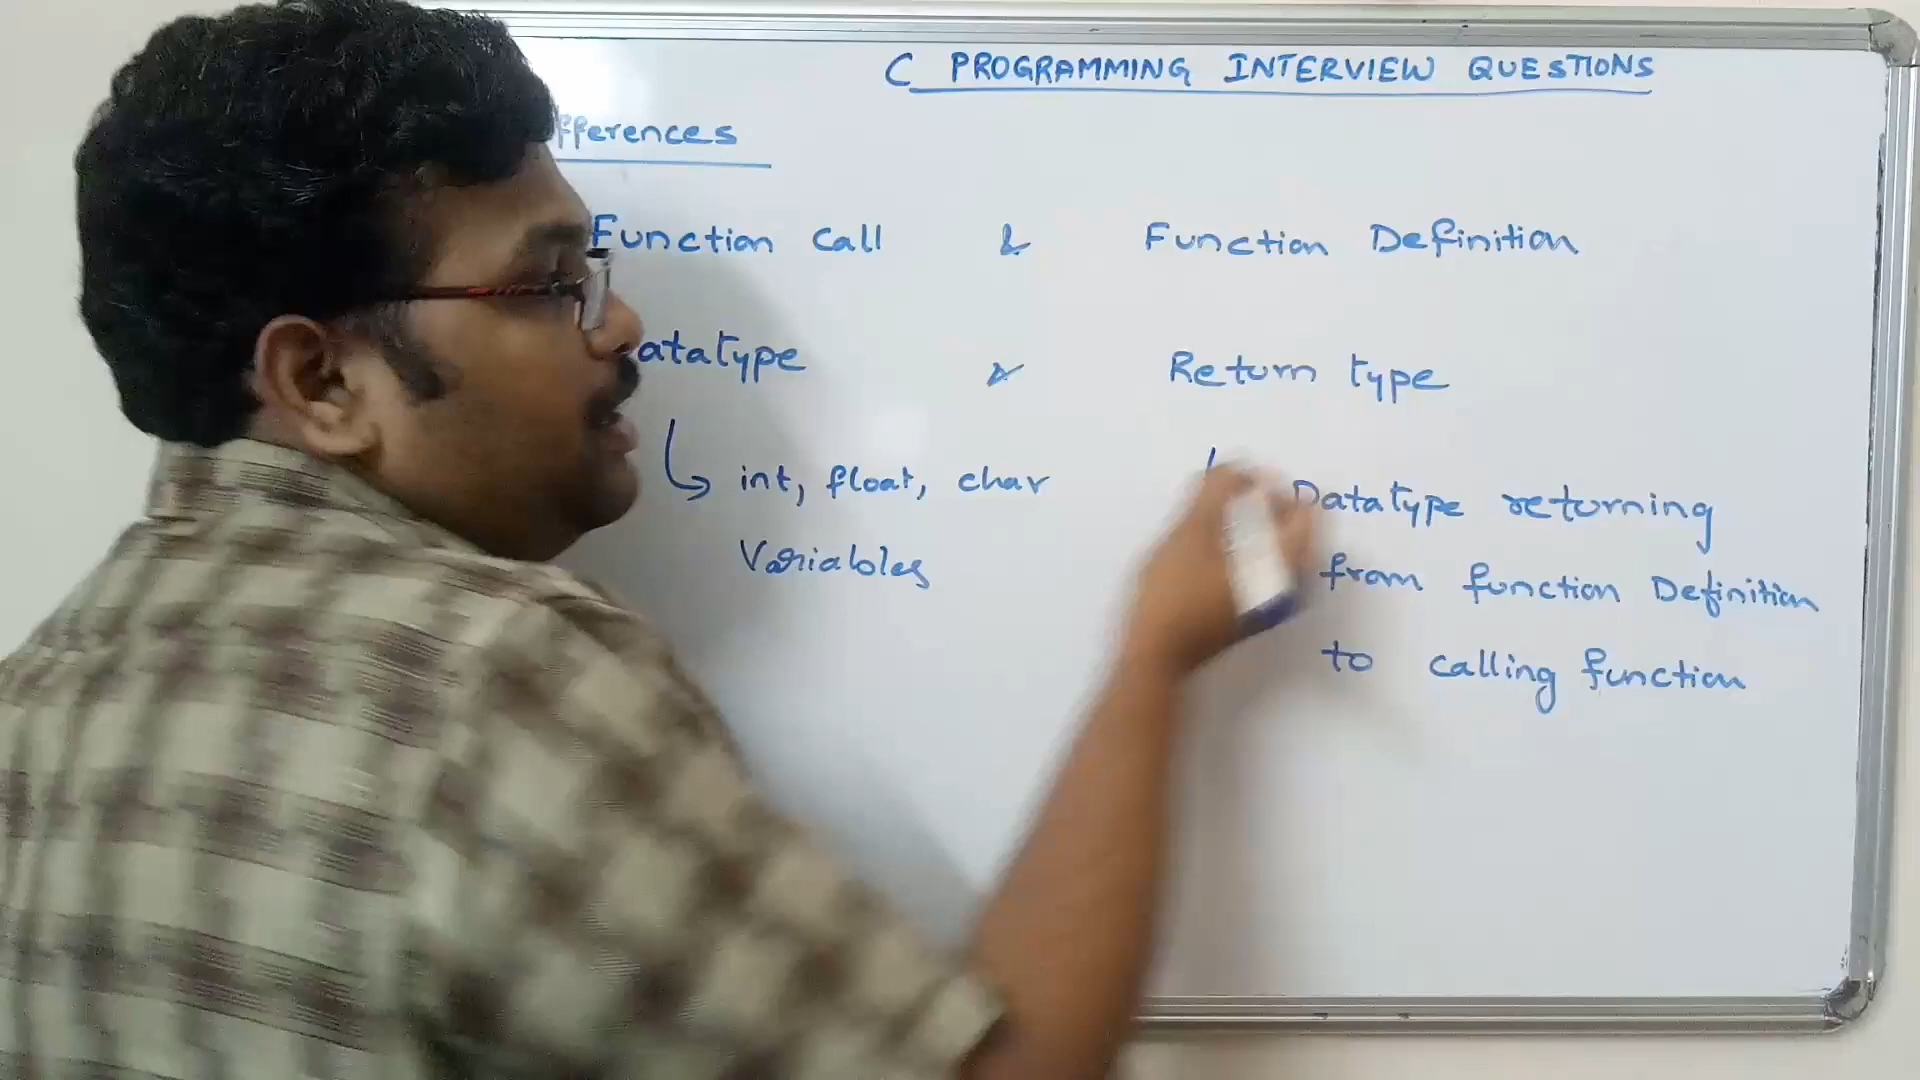 C PROGRAMMING INTERVIEW QUESTIONS
fferences
Function Call & Function Definition
atatype & Return type
int, float, char
Variables
Datatype returning
from function Definition
to calling function